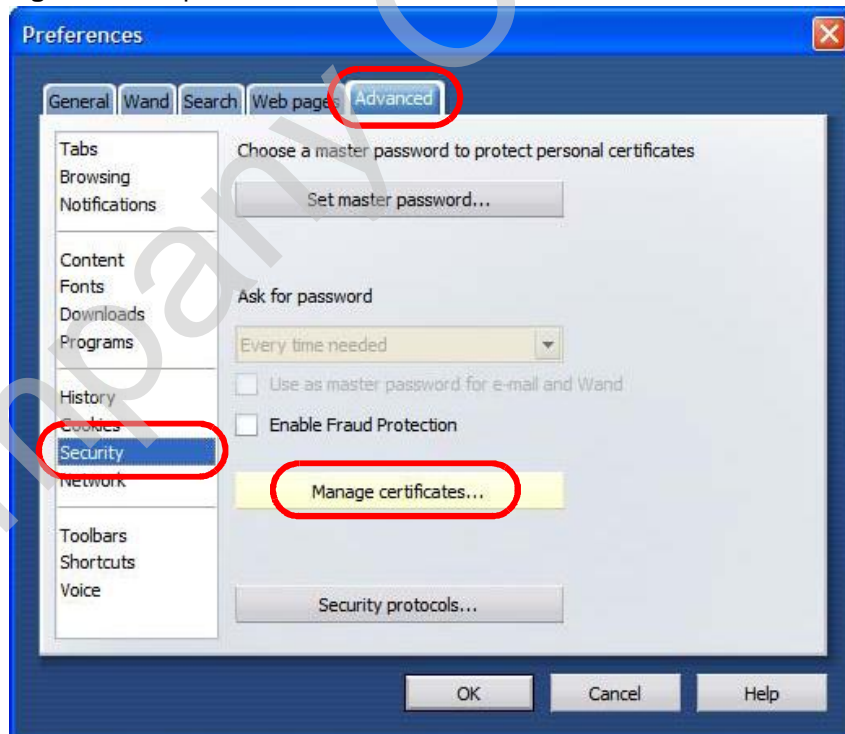 Preferences
General Wand Search Web pages Advanced
Choose a master password to protect personal certificates
Set master password...
Ask for password
Every time needed
Use as master password for e-mail and Wand
Enable Fraud Protection
Manage certificates...
Security protocols...
Tabs
Browsing
Notifications
Content
Fonts
Downloads
Programs
History
Cookies
Security
Network
Toolbars
Shortcuts
Voice
OK Cancel Help